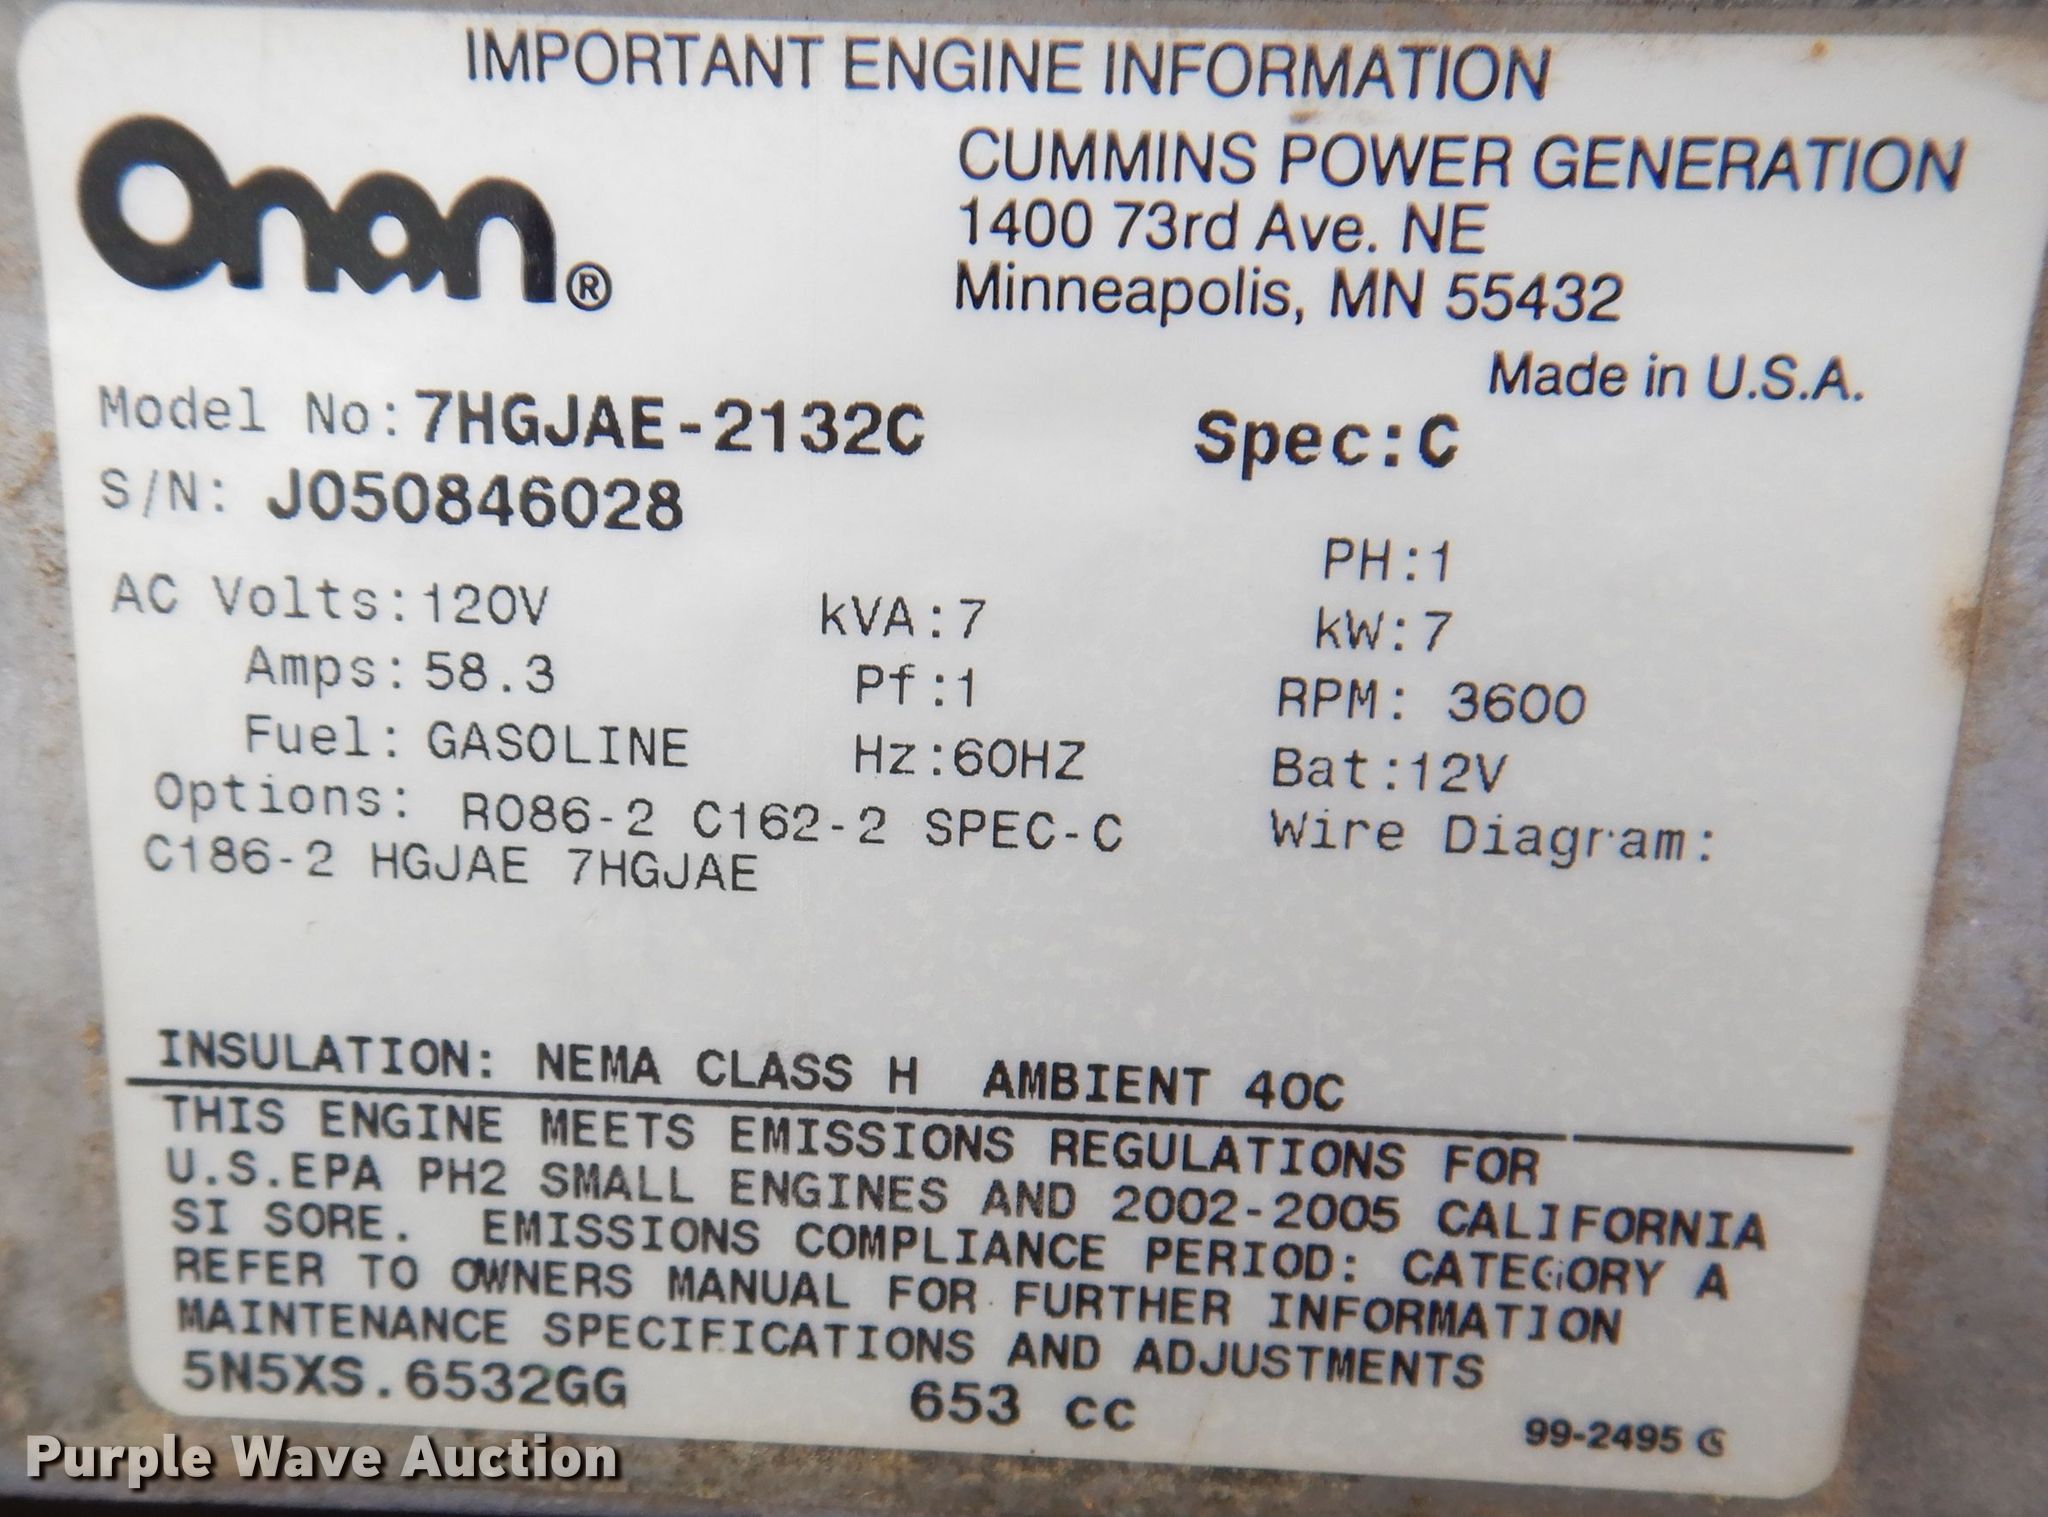 IMPORTANT ENGINE INFORMATION
Onan®
CUMMINS POWER GENERATION
1400 73rd Ave. NE
Minneapolis, MN 55432
Made in U.S.A.
Model No: 7HGJAE-2132C Spec:C
S/N: J050846028
PH:1
AC Volts:120V kVA:7 kW:7
Amps:58.3 Pf:1 RPM: 3600
Fuel: GASOLINE Hz:60HZ Bat:12V
Options: R086-2 C162-2 SPEC-C Wire Diagram:
C186-2 HGJAE 7HGJAE
INSULATION: NEMA CLASS H AMBIENT 40C
THIS ENGINE MEETS EMISSIONS REGULATIONS FOR
U.S.EPA PH2 SMALL ENGINES AND 2002-2005 CALIFORNIA
SI SORE. EMISSIONS COMPLIANCE PERIOD: CATEGORY A
REFER TO OWNERS MANUAL FOR FURTHER INFORMATION
MAINTENANCE SPECIFICATIONS AND ADJUSTMENTS
5N5XS.6532GG 653 CC
99-2495
Purple Wave Auction